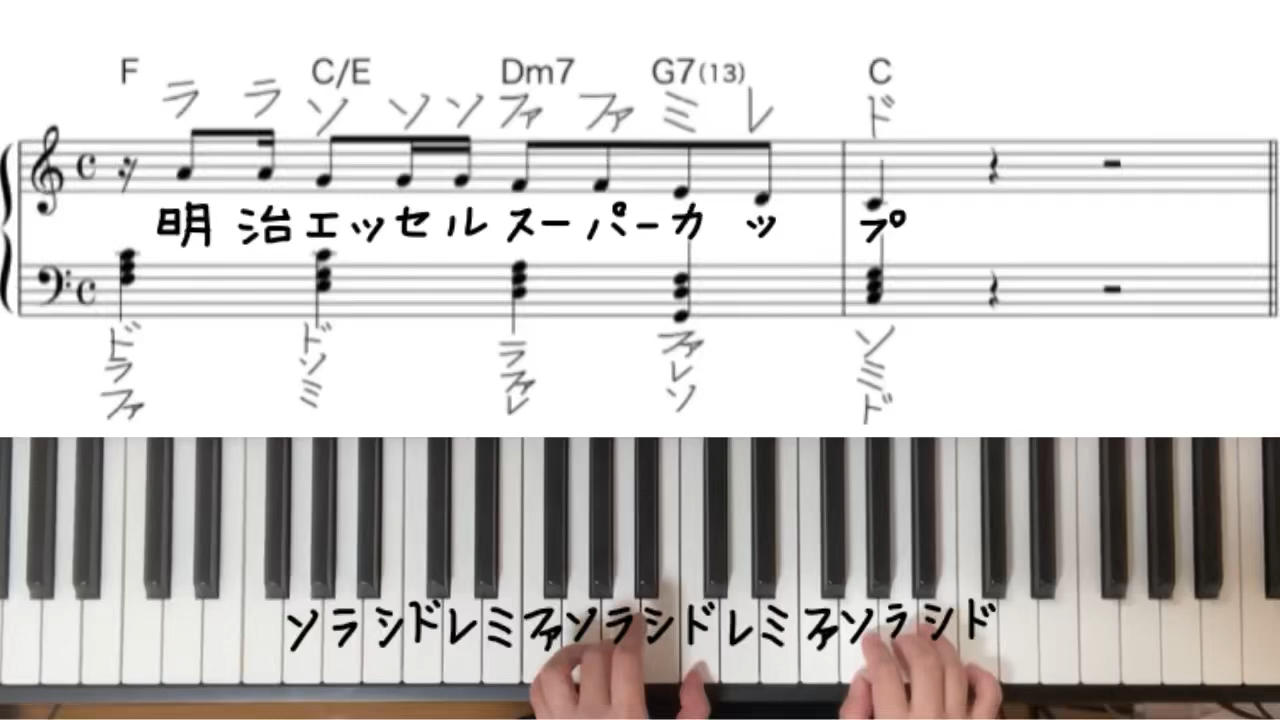 F C/E Dm7 G7(13) C
ララソソソファファミレド
明治エッセルスーパーカップ
ドラファ ドソミ ラファレ ファレソ ソミド
ソラシドレミファソラシドレミファソラシド